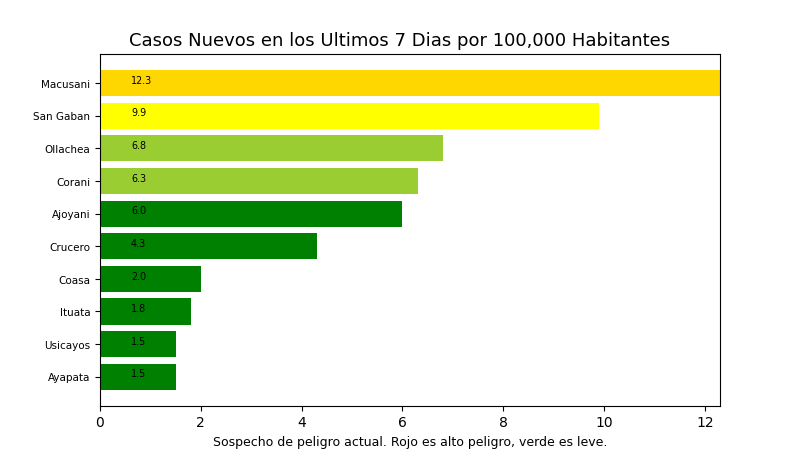 Casos Nuevos en los Ultimos 7 Dias por 100,000 Habitantes
Macusani 12.3
San Gaban 9.9
Ollachea 6.8
Corani 6.3
Ajoyani 6.0
Crucero 4.3
Coasa 2.0
Ituata 1.8
Usicayos 1.5
Ayapata 1.5
0 2 4 6 8 10 12
Sospecho de peligro actual. Rojo es alto peligro, verde es leve.